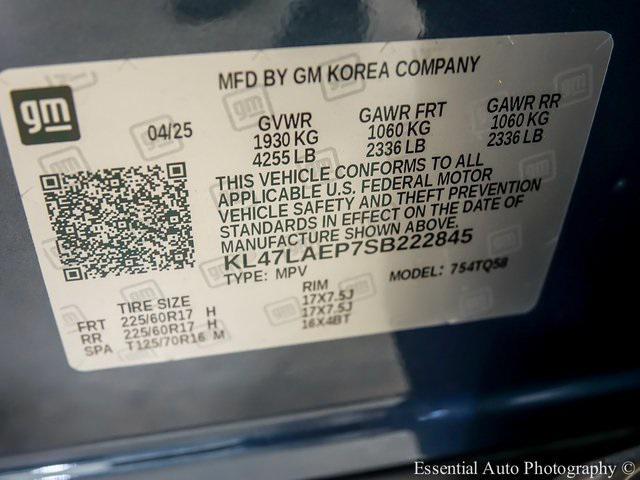 MFD BY GM KOREA COMPANY
gm
04/25
GVWR
1930 KG
4255 LB
GAWR FRT
1060 KG
2336 LB
GAWR RR
1060 KG
2336 LB
THIS VEHICLE CONFORMS TO ALL
APPLICABLE U.S. FEDERAL MOTOR
VEHICLE SAFETY AND THEFT PREVENTION
STANDARDS IN EFFECT ON THE DATE OF
MANUFACTURE SHOWN ABOVE.
KL47LAEP7SB222845
TYPE: MPV MODEL: 754TQ58
TIRE SIZE RIM
FRT 225/60R17 H 17X7.5J
RR 225/60R17 H 17X7.5J
SPA T125/70R16 M 16X4BT
Essential Auto Photography ©